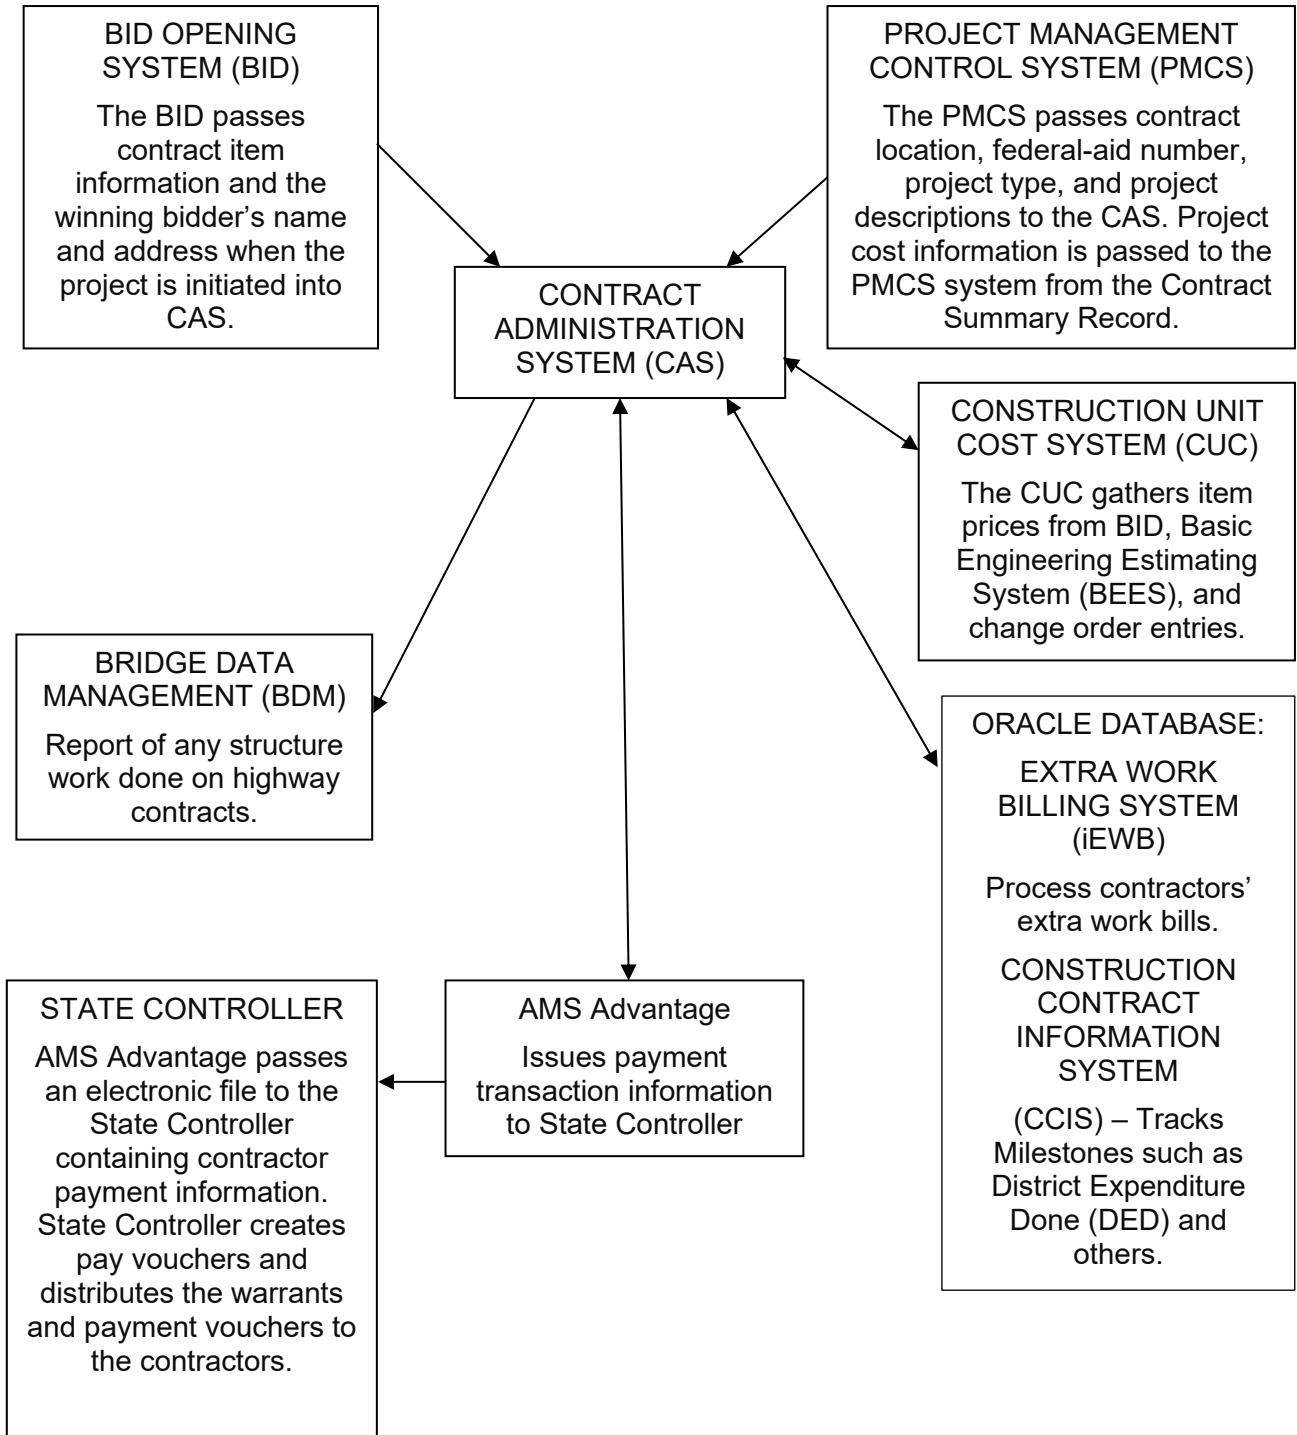 BID OPENING
SYSTEM (BID)
The BID passes
contract item
information and the
winning bidder’s name
and address when the
project is initiated into
CAS.
PROJECT MANAGEMENT
CONTROL SYSTEM (PMCS)
The PMCS passes contract
location, federal-aid number,
project type, and project
descriptions to the CAS. Project
cost information is passed to the
PMCS system from the Contract
Summary Record.
CONTRACT
ADMINISTRATION
SYSTEM (CAS)
CONSTRUCTION UNIT
COST SYSTEM (CUC)
The CUC gathers item
prices from BID, Basic
Engineering Estimating
System (BEES), and
change order entries.
BRIDGE DATA
MANAGEMENT (BDM)
Report of any structure
work done on highway
contracts.
ORACLE DATABASE:
EXTRA WORK
BILLING SYSTEM
(iEWB)
Process contractors’
extra work bills.
CONSTRUCTION
CONTRACT
INFORMATION
SYSTEM
(CCIS) – Tracks
Milestones such as
District Expenditure
Done (DED) and
others.
STATE CONTROLLER
AMS Advantage passes
an electronic file to the
State Controller
containing contractor
payment information.
State Controller creates
pay vouchers and
distributes the warrants
and payment vouchers to
the contractors.
AMS Advantage
Issues payment
transaction information
to State Controller